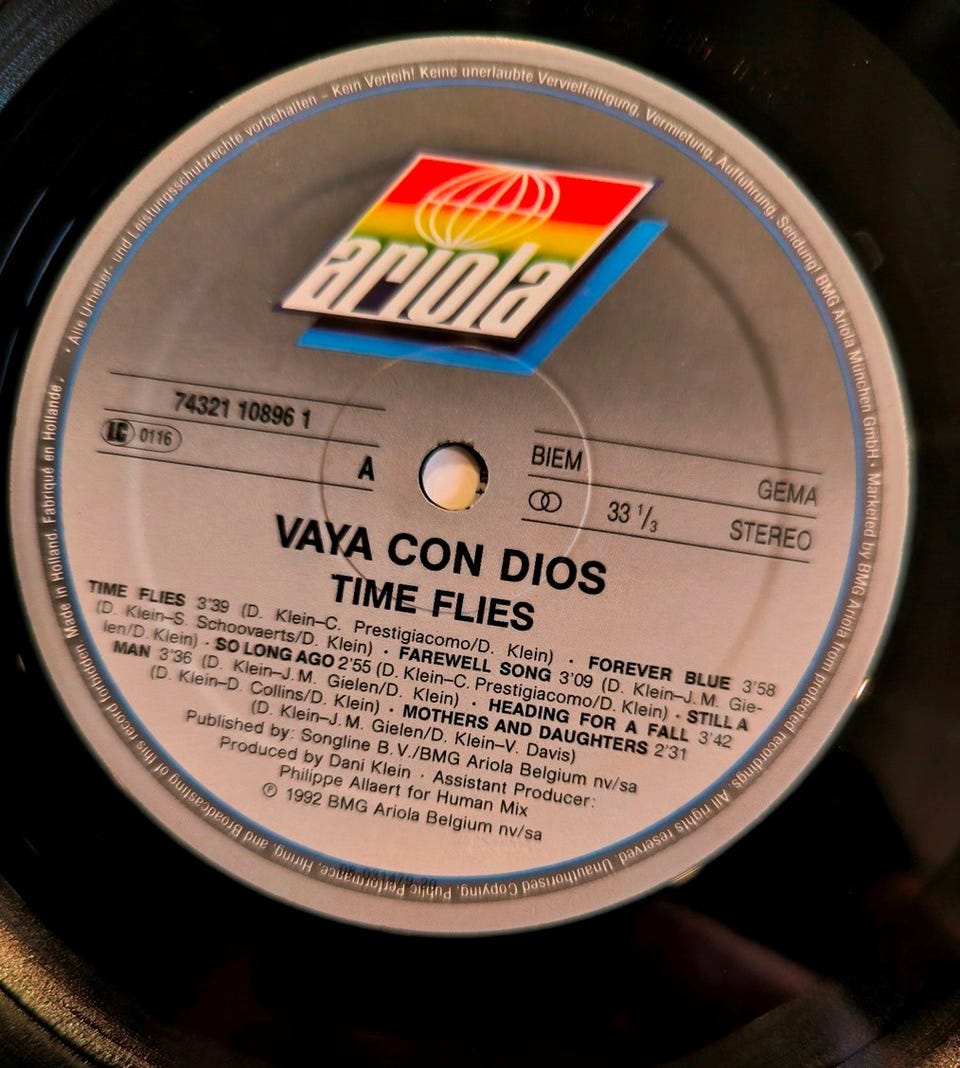 • Alle Urheber- und Leistungsschutzrechte vorbehalten – Kein Verleih! Keine unerlaubte Vervielfältigung, Vermietung, Aufführung, Sendung! BMG Ariola München GmbH • Marketed by BMG Ariola from protected recordings. All rights reserved. Unauthorised Copying, Public Performance, Hiring, and Broadcasting of this record forbidden. Made in Holland. Fabriqué en Hollande.
ariola
74321 10896 1
LC 0116
A
BIEM
GEMA
33 1/3
STEREO
VAYA CON DIOS
TIME FLIES
TIME FLIES 3'39 (D. Klein–C. Prestigiacomo/D. Klein) · FOREVER BLUE 3'58
(D. Klein–S. Schoovaerts/D. Klein) · FAREWELL SONG 3'09 (D. Klein–J. M. Gie-
len/D. Klein) · SO LONG AGO 2'55 (D. Klein–C. Prestigiacomo/D. Klein) · STILL A
MAN 3'36 (D. Klein–J. M. Gielen/D. Klein) · HEADING FOR A FALL 3'42
(D. Klein–D. Collins/D. Klein) · MOTHERS AND DAUGHTERS 2'31
(D. Klein–J. M. Gielen/D. Klein–V. Davis)
Published by: Songline B.V./BMG Ariola Belgium nv/sa
Produced by Dani Klein · Assistant Producer:
Philippe Allaert for Human Mix
℗ 1992 BMG Ariola Belgium nv/sa